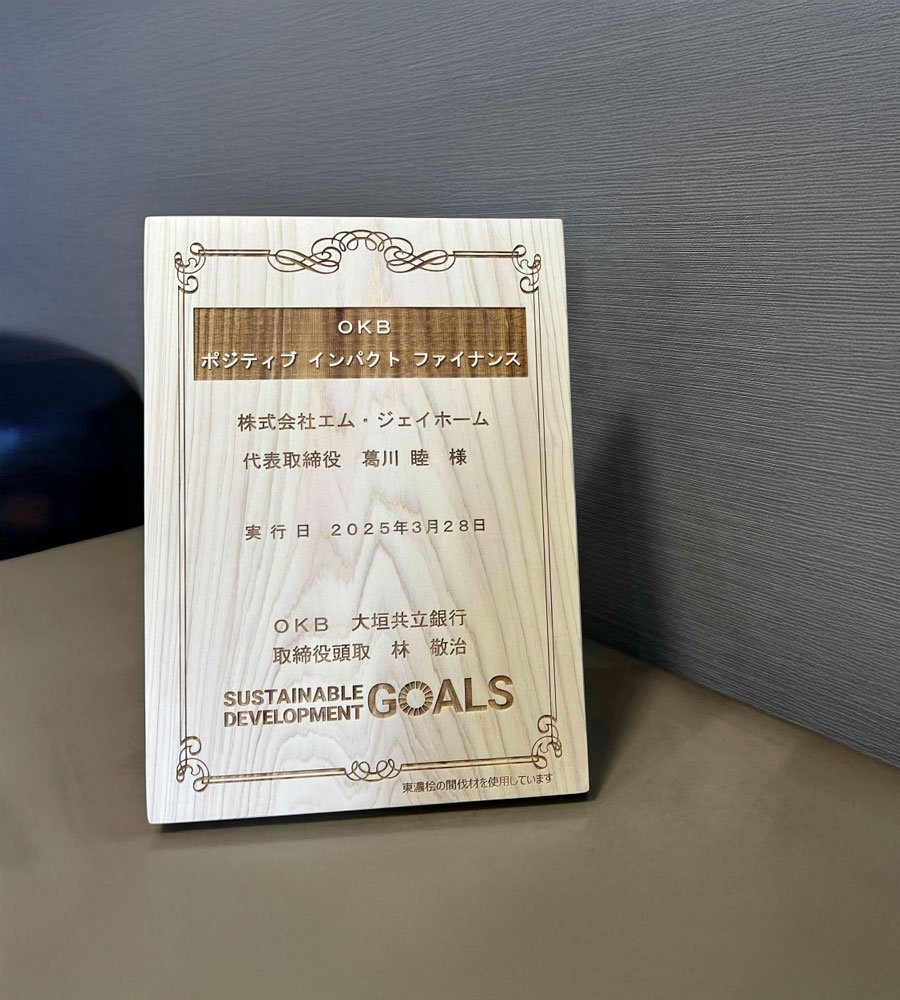 OKB
ポジティブ インパクト ファイナンス
株式会社エム・ジェイホーム
代表取締役 葛川 睦 様
実行日 2025年3月28日
OKB 大垣共立銀行
取締役頭取 林 敬治
SUSTAINABLE
DEVELOPMENT
GOALS
東濃桧の間伐材を使用しています